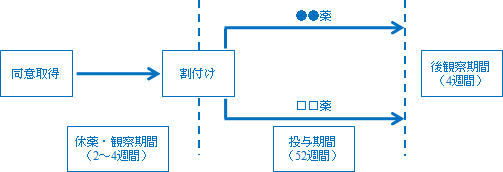 ●●薬
同意取得
割付け
後観察期間
(4週間)
□□薬
休薬・観察期間
(2~4週間)
投与期間
(52週間)